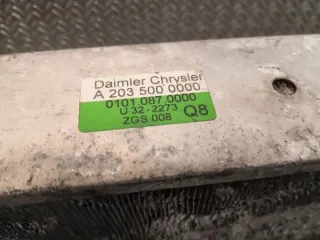 Daimler Chrysler
A 203 500 0000
0101.087.0000
U 32-2273
ZGS 008 Q8